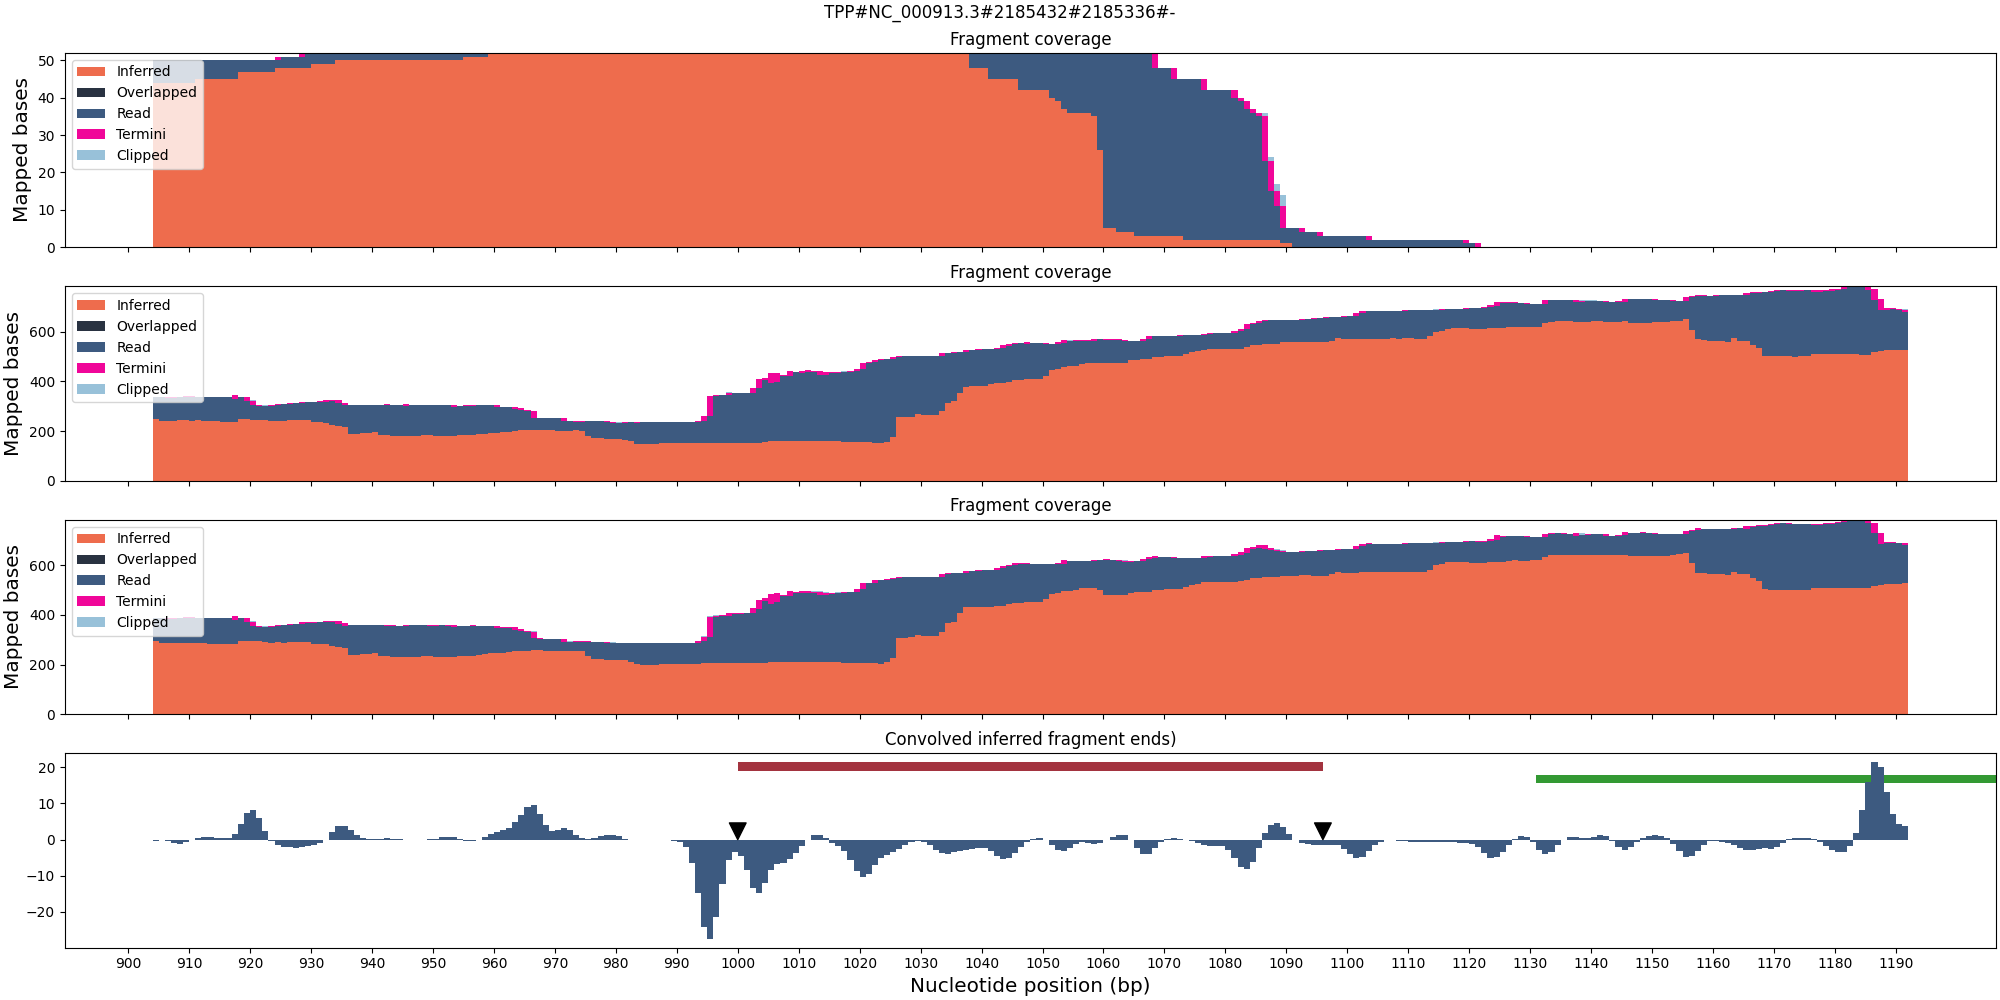 TPP#NC_000913.3#2185432#2185336#-
Fragment coverage
Mapped bases
50
40
30
20
10
0
Inferred
Overlapped
Read
Termini
Clipped
Fragment coverage
Mapped bases
600
400
200
0
Inferred
Overlapped
Read
Termini
Clipped
Fragment coverage
Mapped bases
600
400
200
0
Inferred
Overlapped
Read
Termini
Clipped
Convolved inferred fragment ends)
20
10
0
−10
−20
900 910 920 930 940 950 960 970 980 990 1000 1010 1020 1030 1040 1050 1060 1070 1080 1090 1100 1110 1120 1130 1140 1150 1160 1170 1180 1190
Nucleotide position (bp)